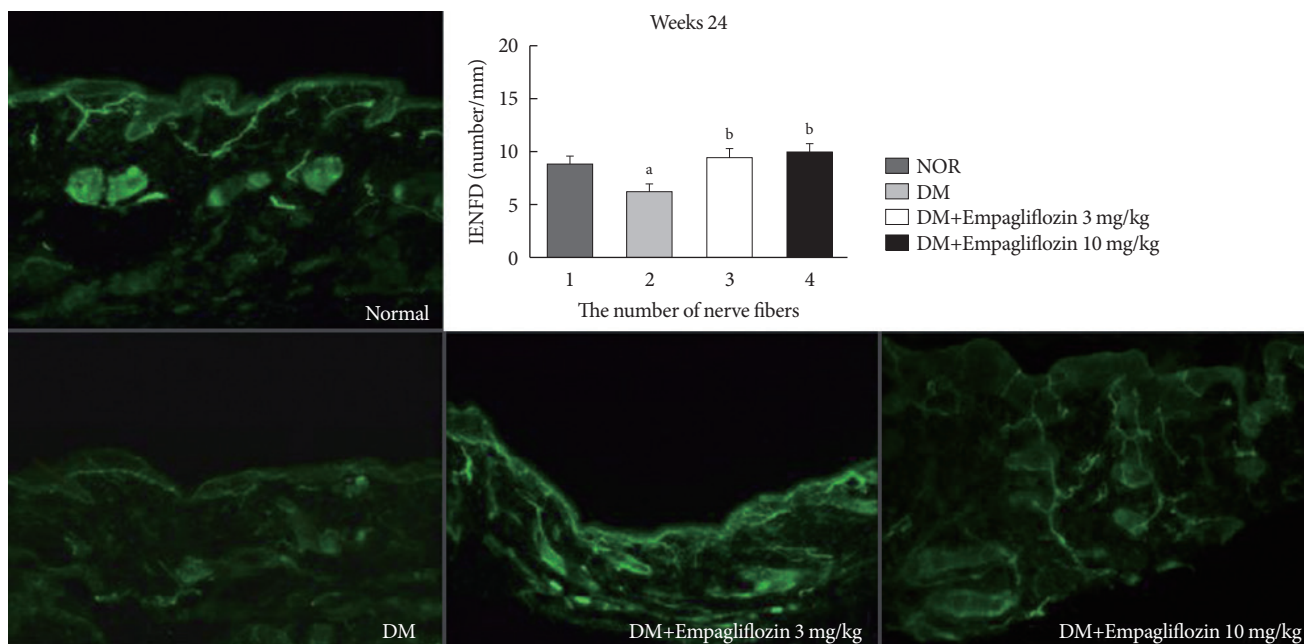 Weeks 24
20
15
10
5
0
IENFD (number/mm)
a
b
b
1 2 3 4
The number of nerve fibers
NOR
DM
DM+Empagliflozin 3 mg/kg
DM+Empagliflozin 10 mg/kg
Normal
DM
DM+Empagliflozin 3 mg/kg
DM+Empagliflozin 10 mg/kg